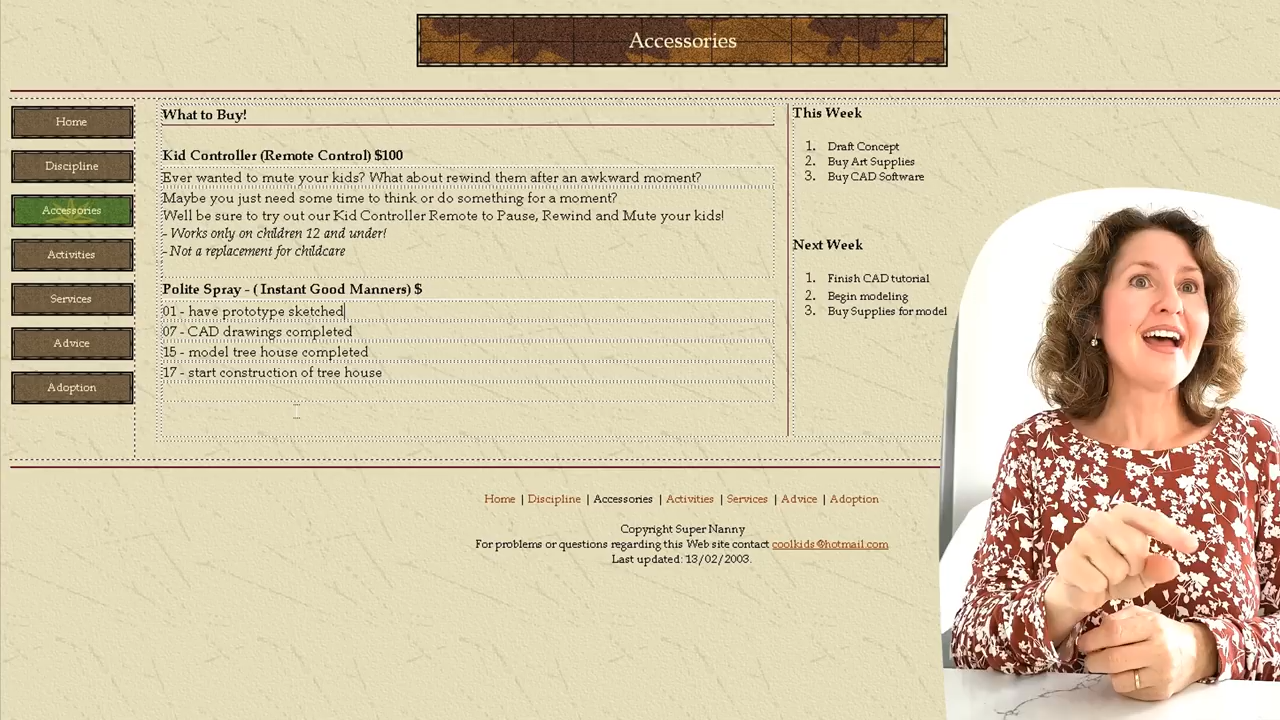 Accessories
Home
Discipline
Accessories
Activities
Services
Advice
Adoption
What to Buy!
Kid Controller (Remote Control) $100
Ever wanted to mute your kids? What about rewind them after an awkward moment?
Maybe you just need some time to think or do something for a moment?
Well be sure to try out our Kid Controller Remote to Pause, Rewind and Mute your kids!
- Works only on children 12 and under!
- Not a replacement for childcare
Polite Spray - ( Instant Good Manners) $
01 - have prototype sketched
07 - CAD drawings completed
15 - model tree house completed
17 - start construction of tree house
This Week
1. Draft Concept
2. Buy Art Supplies
3. Buy CAD Software
Next Week
1. Finish CAD tutorial
2. Begin modeling
3. Buy Supplies for model
Home | Discipline | Accessories | Activities | Services | Advice | Adoption
Copyright Super Nanny
For problems or questions regarding this Web site contact coolkids@hotmail.com.
Last updated: 13/02/2003.